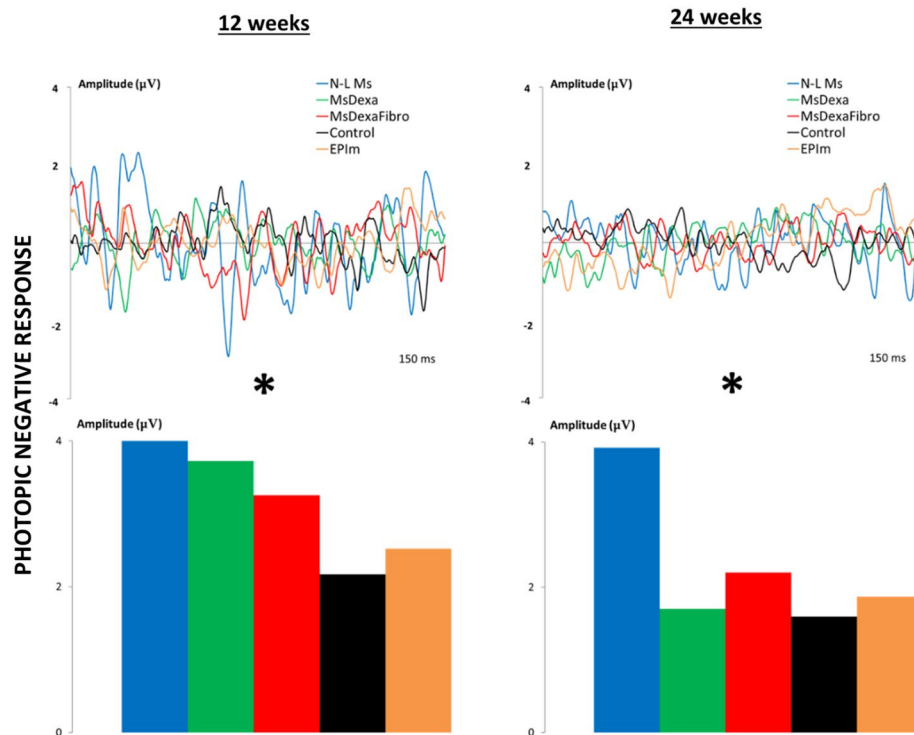 12 weeks
24 weeks
PHOTOPIC NEGATIVE RESPONSE
Amplitude (µV)
4
2
0
-2
-4
N-L Ms
MsDexa
MsDexaFibro
Control
EPIm
150 ms
*
Amplitude (µV)
4
2
0
-2
-4
N-L Ms
MsDexa
MsDexaFibro
Control
EPIm
150 ms
*
Amplitude (µV)
4
2
0
Amplitude (µV)
4
2
0